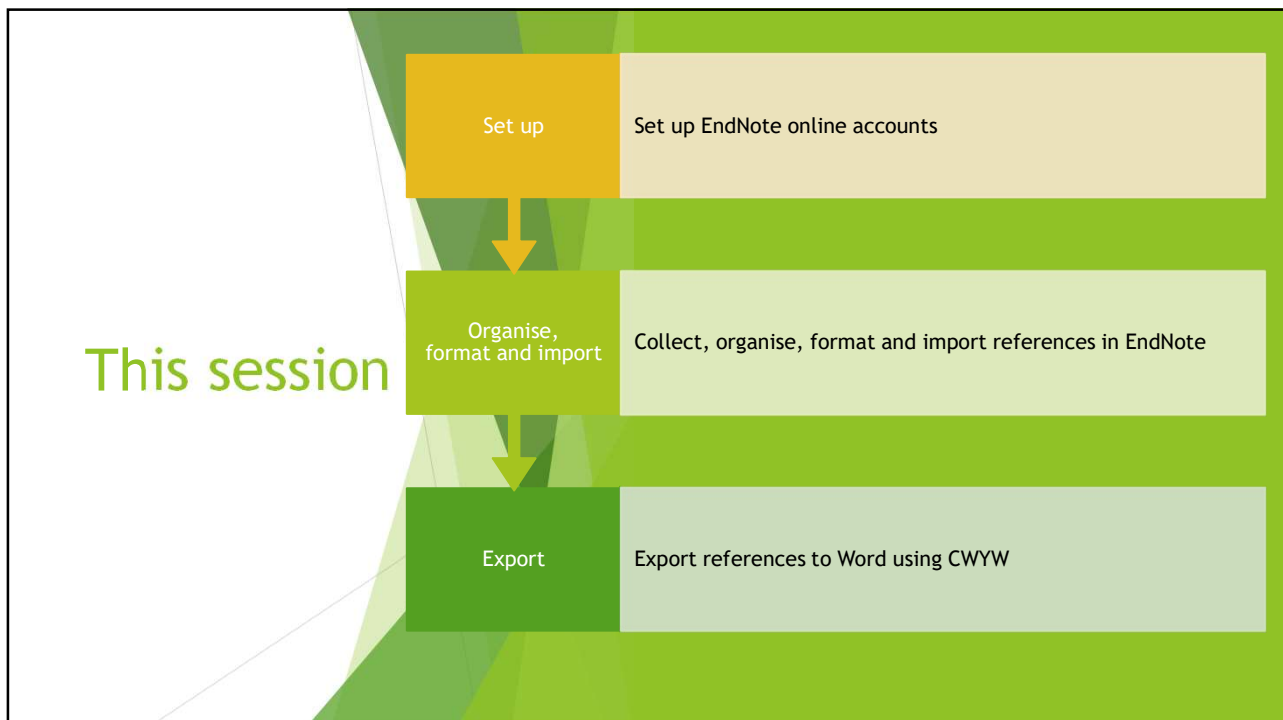 This session
Set up
Set up EndNote online accounts
Organise,
format and import
Collect, organise, format and import references in EndNote
Export
Export references to Word using CWYW